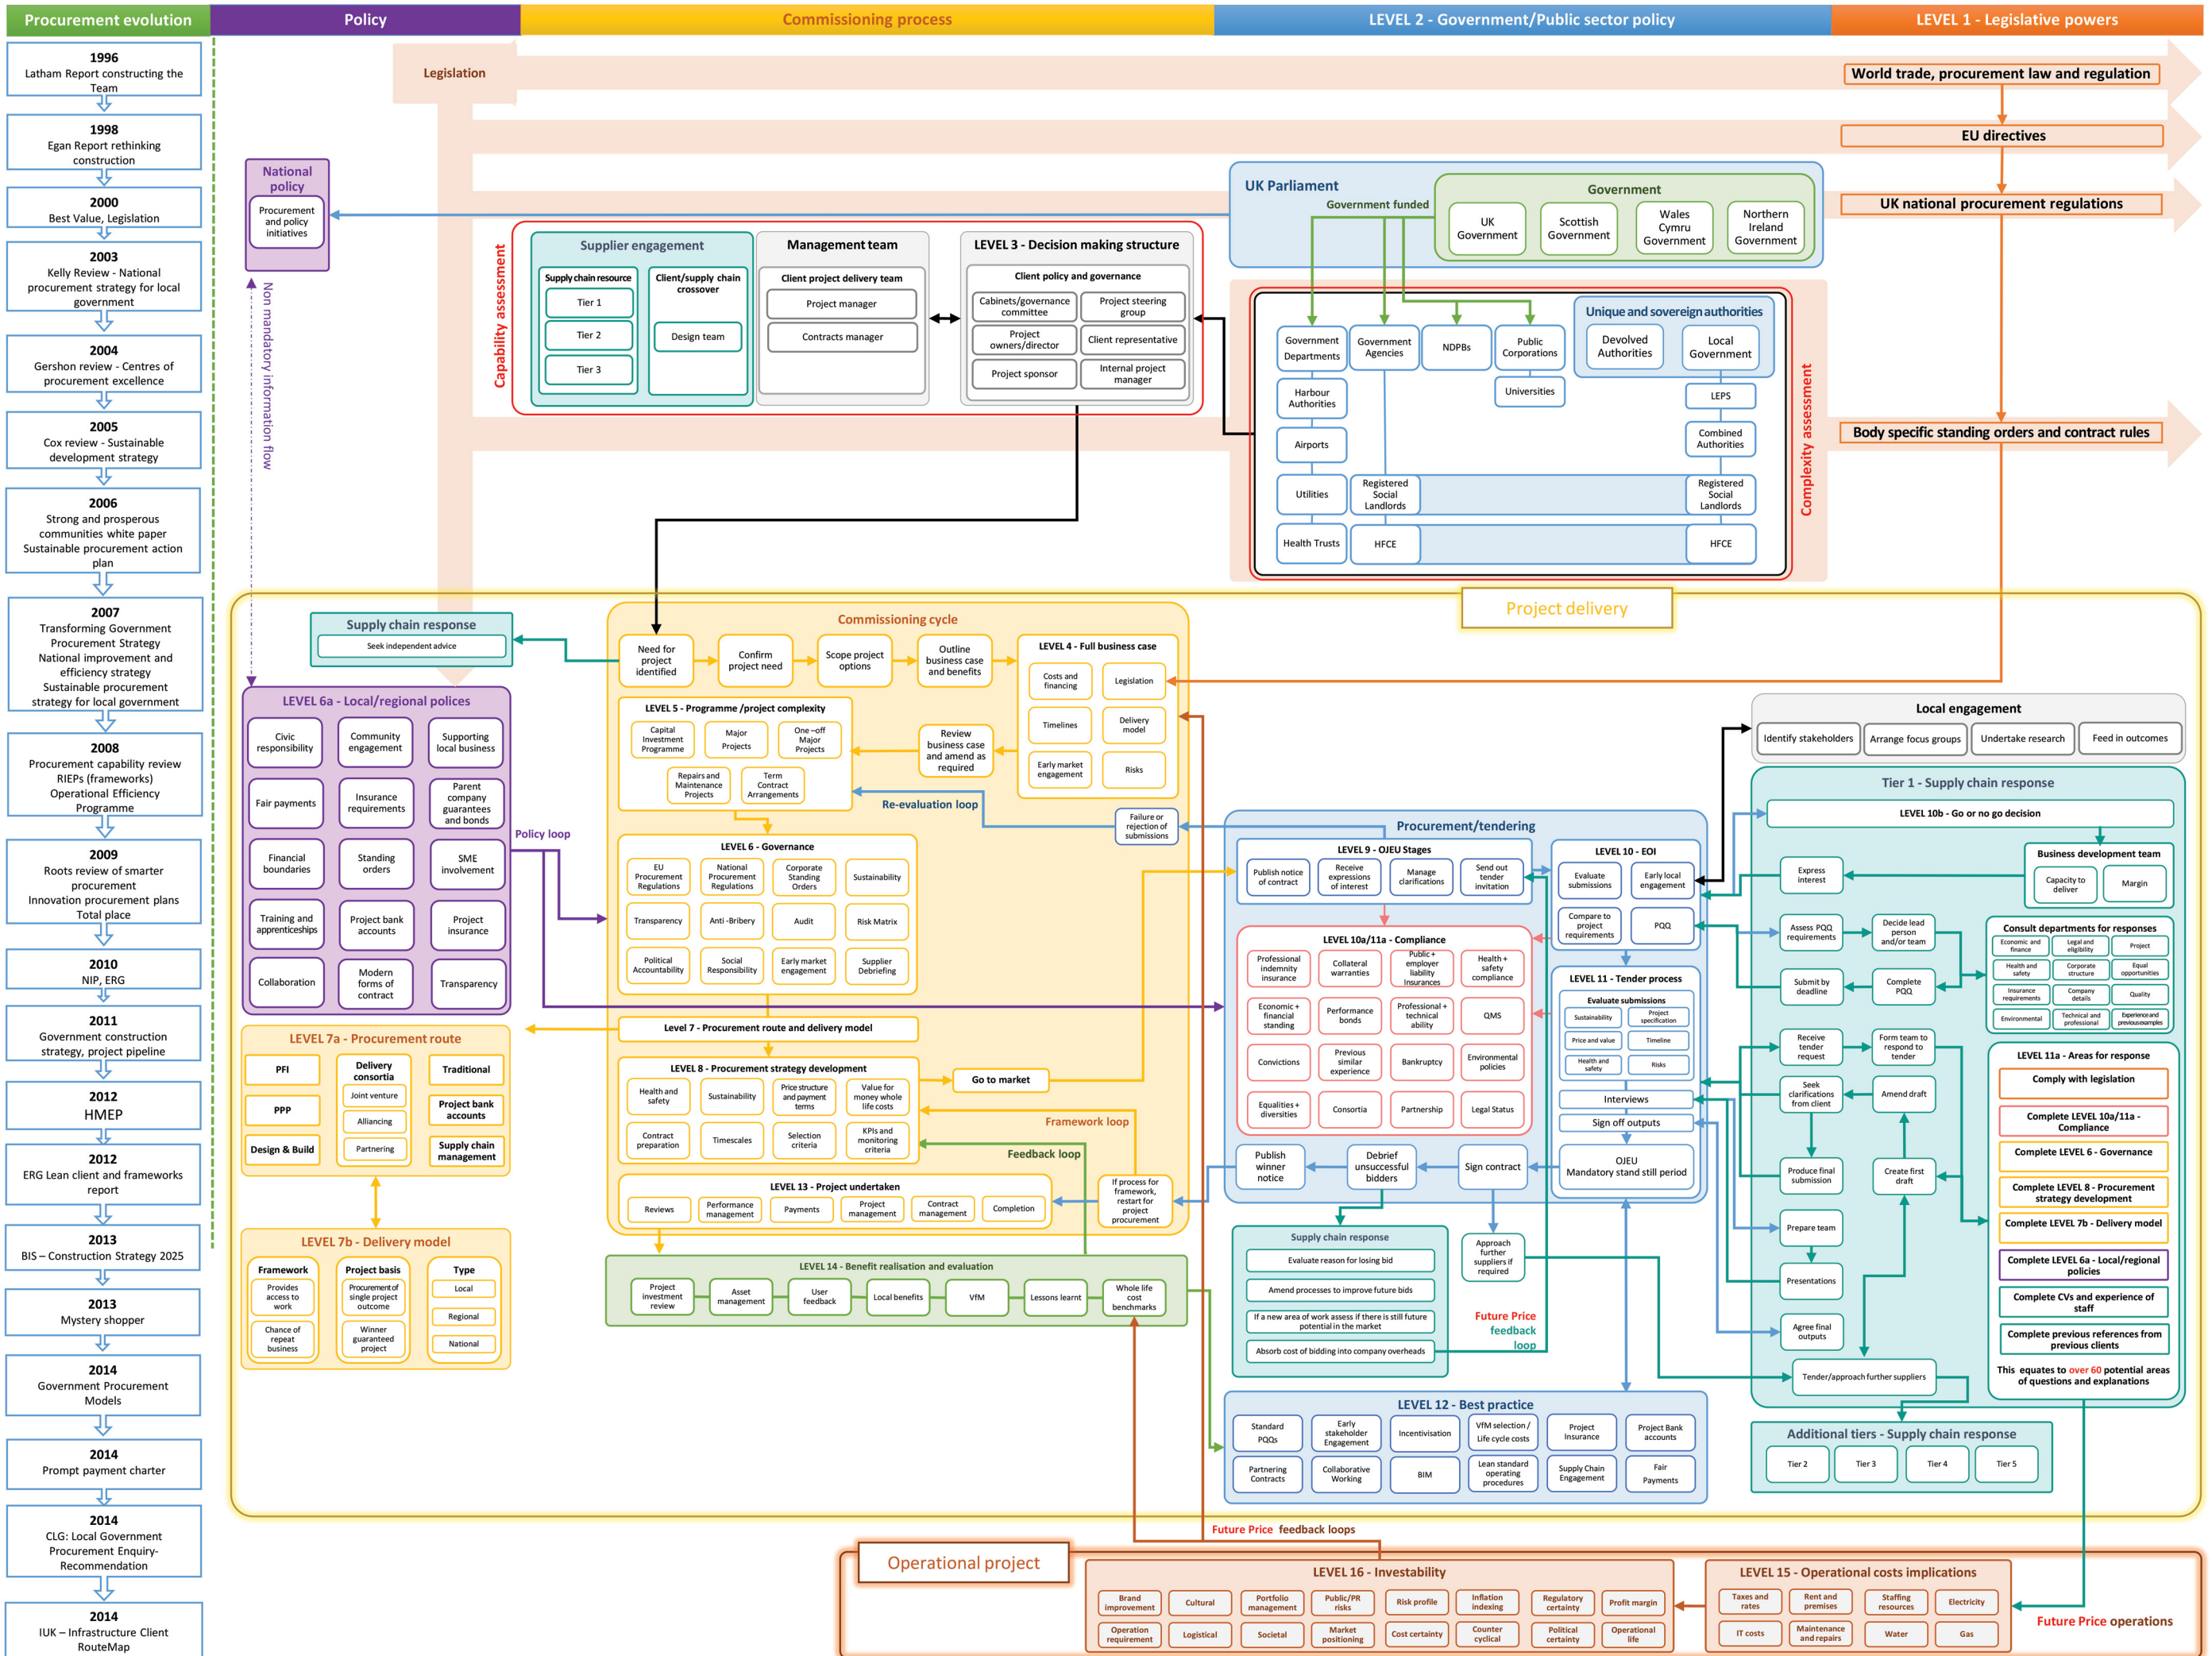 Procurement evolution
Policy
Commissioning process
LEVEL 2 - Government/Public sector policy
LEVEL 1 - Legislative powers
1996
Latham Report constructing the
Team
1998
Egan Report rethinking
construction
2000
Best Value, Legislation
2003
Kelly Review - National
procurement strategy for local
government
2004
Gershon review - Centres of
procurement excellence
2005
Cox review - Sustainable
development strategy
2006
Strong and prosperous
communities white paper
Sustainable procurement action
plan
2007
Transforming Government
Procurement Strategy
National improvement and
efficiency strategy
Sustainable procurement
strategy for local government
2008
Procurement capability review
RIEPs (frameworks)
Operational Efficiency
Programme
2009
Roots review of smarter
procurement
Innovation procurement plans
Total place
2010
NIP, ERG
2011
Government construction
strategy, project pipeline
2012
HMEP
2012
ERG Lean client and frameworks
report
2013
BIS – Construction Strategy 2025
2013
Mystery shopper
2014
Government Procurement
Models
2014
Prompt payment charter
2014
CLG: Local Government
Procurement Enquiry-
Recommendation
2014
IUK – Infrastructure Client
RouteMap
Legislation
World trade, procurement law and regulation
EU directives
UK national procurement regulations
Body specific standing orders and contract rules
National
policy
Procurement
and policy
initiatives
Non mandatory information flow
UK Parliament
Government funded
Government
UK
Government
Scottish
Government
Wales
Cymru
Government
Northern
Ireland
Government
Capability assessment
Supplier engagement
Supply chain resource
Tier 1
Tier 2
Tier 3
Client/supply chain
crossover
Design team
Management team
Client project delivery team
Project manager
Contracts manager
LEVEL 3 - Decision making structure
Client policy and governance
Cabinets/governance
committee
Project steering
group
Project
owners/director
Client representative
Project sponsor
Internal project
manager
Complexity assessment
Government
Departments
Government
Agencies
NDPBs
Public
Corporations
Unique and sovereign authorities
Devolved
Authorities
Local
Government
Harbour
Authorities
Universities
LEPS
Airports
Combined
Authorities
Utilities
Registered
Social
Landlords
Registered
Social
Landlords
Health Trusts
HFCE
HFCE
Project delivery
Supply chain response
Seek independent advice
LEVEL 6a - Local/regional polices
Civic
responsibility
Community
engagement
Supporting
local business
Fair payments
Insurance
requirements
Parent
company
guarantees
and bonds
Financial
boundaries
Standing
orders
SME
involvement
Training and
apprenticeships
Project bank
accounts
Project
insurance
Collaboration
Modern
forms of
contract
Transparency
Policy loop
LEVEL 7a - Procurement route
PFI
PPP
Design & Build
Delivery
consortia
Joint venture
Alliancing
Partnering
Traditional
Project bank
accounts
Supply chain
management
LEVEL 7b - Delivery model
Framework
Provides
access to
work
Chance of
repeat
business
Project basis
Procurement of
single project
outcome
Winner
guaranteed
project
Type
Local
Regional
National
Commissioning cycle
Need for
project
identified
Confirm
project need
Scope project
options
Outline
business case
and benefits
LEVEL 4 - Full business case
Costs and
financing
Legislation
Timelines
Delivery
model
Early market
engagement
Risks
LEVEL 5 - Programme /project complexity
Capital
Investment
Programme
Major
Projects
One –off
Major
Projects
Repairs and
Maintenance
Projects
Term
Contract
Arrangements
Review
business case
and amend as
required
Re-evaluation loop
Failure or
rejection of
submissions
LEVEL 6 - Governance
EU
Procurement
Regulations
National
Procurement
Regulations
Corporate
Standing
Orders
Sustainability
Transparency
Anti -Bribery
Audit
Risk Matrix
Political
Accountability
Social
Responsibility
Early market
engagement
Supplier
Debriefing
Level 7 - Procurement route and delivery model
LEVEL 8 - Procurement strategy development
Health and
safety
Sustainability
Price structure
and payment
terms
Value for
money whole
life costs
Contract
preparation
Timescales
Selection
criteria
KPIs and
monitoring
criteria
Go to market
Framework loop
Feedback loop
LEVEL 13 - Project undertaken
Reviews
Performance
management
Payments
Project
management
Contract
management
Completion
If process for
framework,
restart for
project
procurement
LEVEL 14 - Benefit realisation and evaluation
Project
investment
review
Asset
management
User
feedback
Local benefits
VfM
Lessons learnt
Whole life
cost
benchmarks
Procurement/tendering
LEVEL 9 - OJEU Stages
Publish notice
of contract
Receive
expressions
of interest
Manage
clarifications
Send out
tender
invitation
LEVEL 10 - EOI
Evaluate
submissions
Early local
engagement
Compare to
project
requirements
PQQ
LEVEL 10a/11a - Compliance
Professional
indemnity
insurance
Collateral
warranties
Public +
employer
liability
Insurances
Health +
safety
compliance
Economic +
financial
standing
Performance
bonds
Professional +
technical
ability
QMS
Convictions
Previous
similar
experience
Bankruptcy
Environmental
policies
Equalities +
diversities
Consortia
Partnership
Legal Status
LEVEL 11 - Tender process
Evaluate submissions
Sustainability
Project
specification
Price and value
Timeline
Health and
safety
Risks
Interviews
Sign off outputs
OJEU
Mandatory stand still period
Publish
winner
notice
Debrief
unsuccessful
bidders
Sign contract
Supply chain response
Evaluate reason for losing bid
Amend processes to improve future bids
If a new area of work assess if there is still future
potential in the market
Absorb cost of bidding into company overheads
Approach
further
suppliers if
required
Future Price
feedback
loop
LEVEL 12 - Best practice
Standard
PQQs
Early
stakeholder
Engagement
Incentivisation
VfM selection /
Life cycle costs
Project
Insurance
Project Bank
accounts
Partnering
Contracts
Collaborative
Working
BIM
Lean standard
operating
procedures
Supply Chain
Engagement
Fair
Payments
Local engagement
Identify stakeholders
Arrange focus groups
Undertake research
Feed in outcomes
Tier 1 - Supply chain response
LEVEL 10b - Go or no go decision
Business development team
Capacity to
deliver
Margin
Express
interest
Assess PQQ
requirements
Decide lead
person
and/or team
Submit by
deadline
Complete
PQQ
Consult departments for responses
Economic and
finance
Legal and
eligibility
Project
Health and
safety
Corporate
structure
Equal
opportunities
Insurance
requirements
Company
details
Quality
Environmental
Technical and
professional
Experience and
previous examples
Receive
tender
request
Form team to
respond to
tender
Seek
clarifications
from client
Amend draft
Produce final
submission
Create first
draft
Prepare team
Presentations
Agree final
outputs
Tender/approach further suppliers
LEVEL 11a - Areas for response
Comply with legislation
Complete LEVEL 10a/11a -
Compliance
Complete LEVEL 6 - Governance
Complete LEVEL 8 - Procurement
strategy development
Complete LEVEL 7b - Delivery model
Complete LEVEL 6a - Local/regional
policies
Complete CVs and experience of
staff
Complete previous references from
previous clients
This equates to over 60 potential areas
of questions and explanations
Additional tiers - Supply chain response
Tier 2
Tier 3
Tier 4
Tier 5
Future Price feedback loops
Operational project
LEVEL 16 - Investability
Brand
improvement
Cultural
Portfolio
management
Public/PR
risks
Risk profile
Inflation
indexing
Regulatory
certainty
Profit margin
Operation
requirement
Logistical
Societal
Market
positioning
Cost certainty
Counter
cyclical
Political
certainty
Operational
life
LEVEL 15 - Operational costs implications
Taxes and
rates
Rent and
premises
Staffing
resources
Electricity
IT costs
Maintenance
and repairs
Water
Gas
Future Price operations